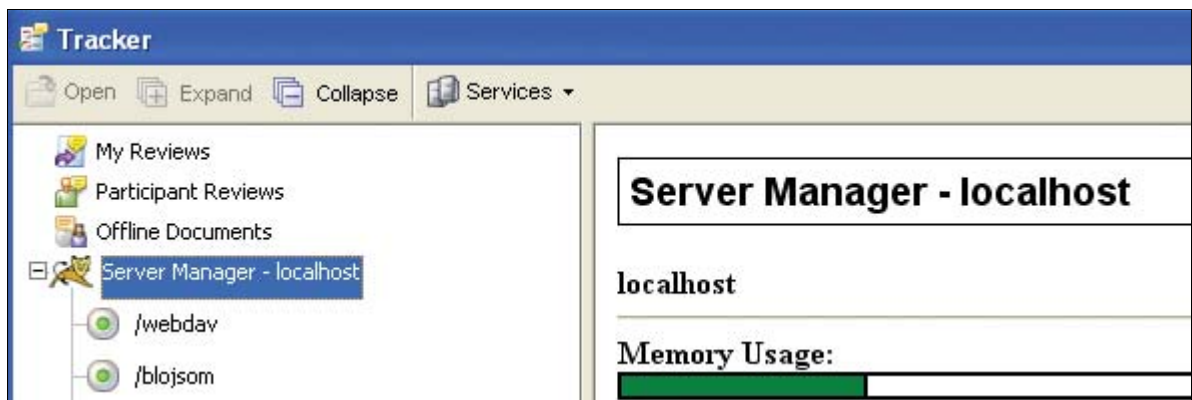 Tracker
Open Expand Collapse Services
My Reviews
Participant Reviews
Offline Documents
Server Manager - localhost
/webdav
/blojsom
Server Manager - localhost
localhost
Memory Usage: